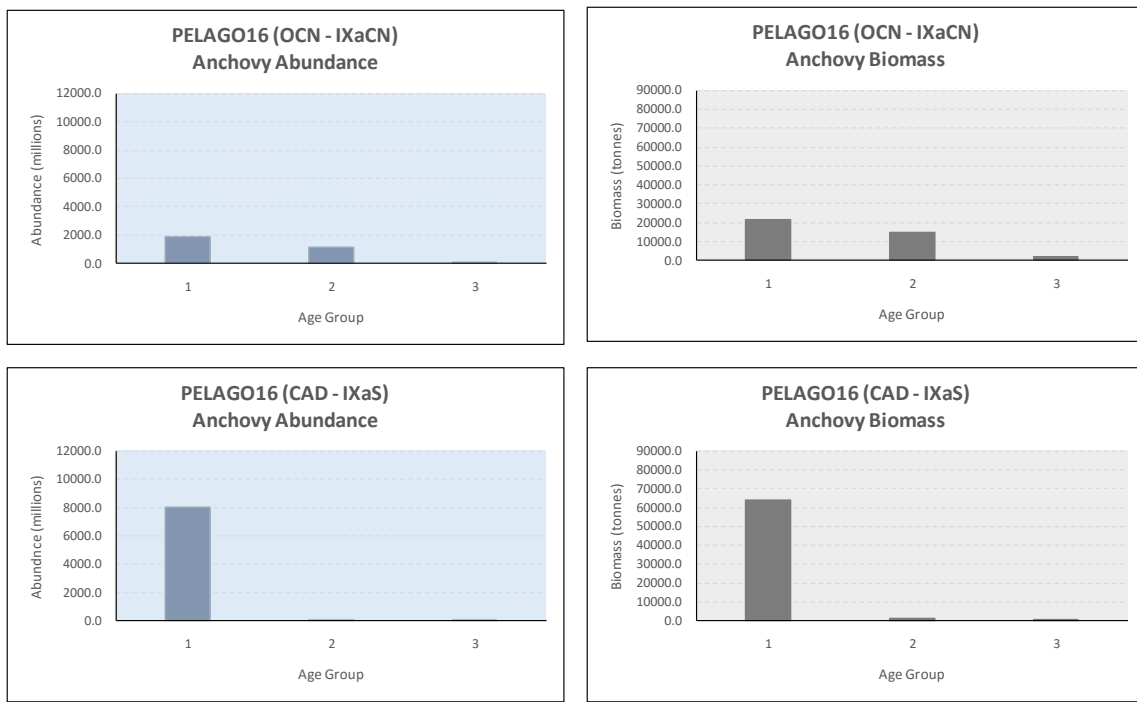 PELAGO16 (OCN - IXaCN)
Anchovy Abundance
Abundance (millions)
12000.0
10000.0
8000.0
6000.0
4000.0
2000.0
0.0
1 2 3
Age Group
PELAGO16 (OCN - IXaCN)
Anchovy Biomass
Biomass (tonnes)
90000.0
80000.0
70000.0
60000.0
50000.0
40000.0
30000.0
20000.0
10000.0
0.0
1 2 3
Age Group
PELAGO16 (CAD - IXaS)
Anchovy Abundance
Abundnce (millions)
12000.0
10000.0
8000.0
6000.0
4000.0
2000.0
0.0
1 2 3
Age Group
PELAGO16 (CAD - IXaS)
Anchovy Biomass
Biomass (tonnes)
90000.0
80000.0
70000.0
60000.0
50000.0
40000.0
30000.0
20000.0
10000.0
0.0
1 2 3
Age Group